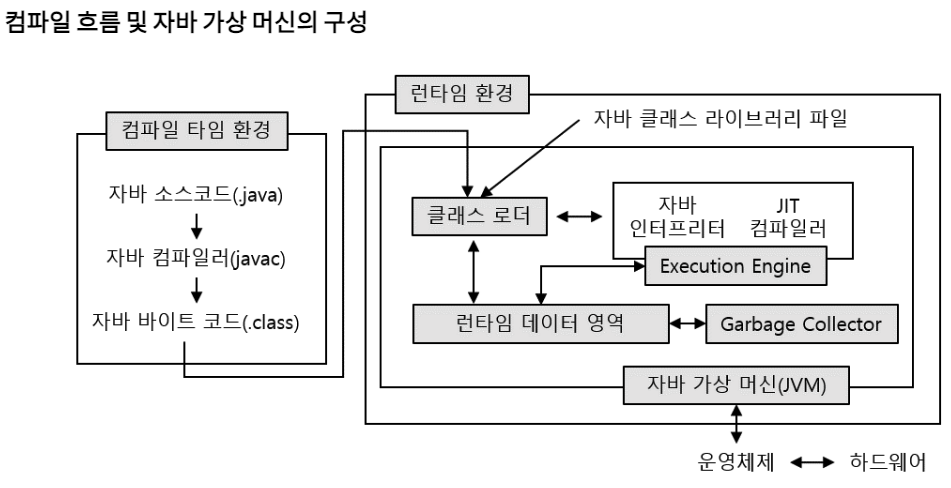 컴파일 흐름 및 자바 가상 머신의 구성
런타임 환경
컴파일 타임 환경
자바 클래스 라이브러리 파일
자바 소스코드(.java)
자바 컴파일러(javac)
자바 바이트 코드(.class)
클래스 로더
자바
인터프리터
JIT
컴파일러
Execution Engine
런타임 데이터 영역
Garbage Collector
자바 가상 머신(JVM)
운영체제
하드웨어